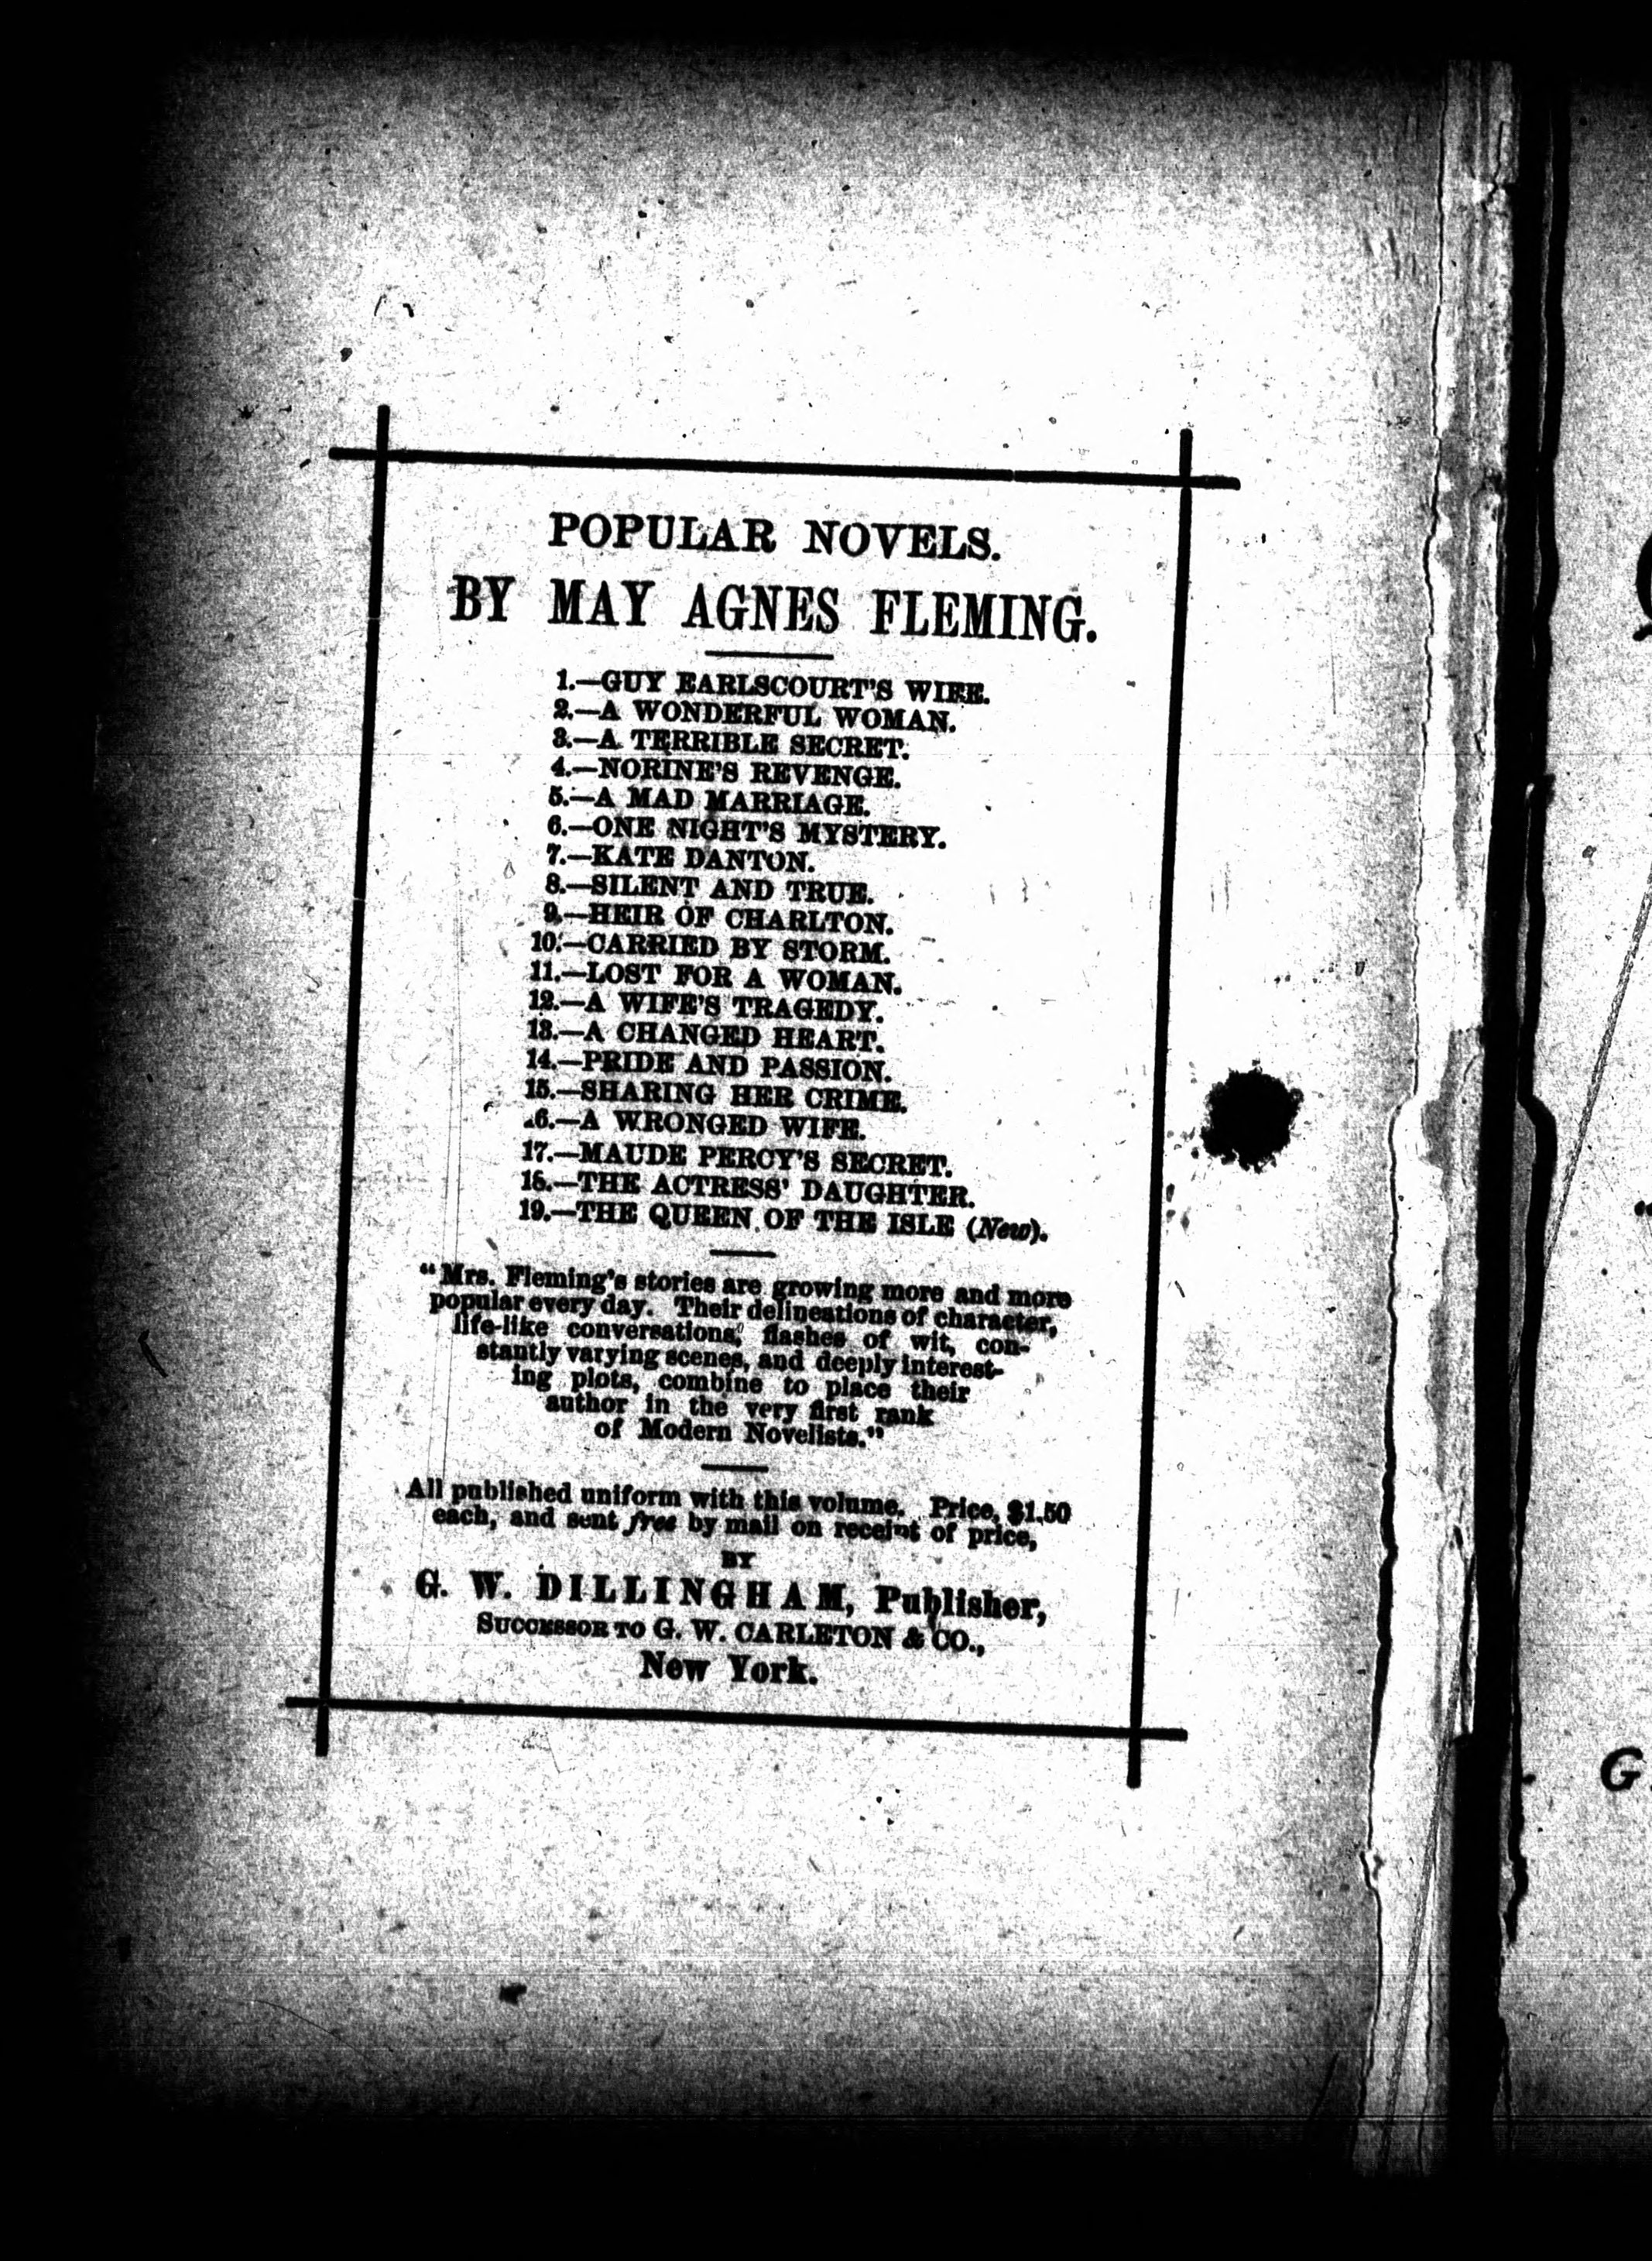 POPULAR NOVELS.
BY MAY AGNES FLEMING.
1.—GUY EARLSCOURT'S WIFE.
2.—A WONDERFUL WOMAN.
3.—A TERRIBLE SECRET.
4.—NORINE'S REVENGE.
5.—A MAD MARRIAGE.
6.—ONE NIGHT'S MYSTERY.
7.—KATE DANTON.
8.—SILENT AND TRUE.
9.—HEIR OF CHARLTON.
10.—CARRIED BY STORM.
11.—LOST FOR A WOMAN.
12.—A WIFE'S TRAGEDY.
13.—A CHANGED HEART.
14.—PRIDE AND PASSION.
15.—SHARING HER CRIME.
16.—A WRONGED WIFE.
17.—MAUDE PERCY'S SECRET.
18.—THE ACTRESS' DAUGHTER.
19.—THE QUEEN OF THE ISLE (New).
"Mrs. Fleming's stories are growing more and more
popular every day. Their delineations of character,
life-like conversations, flashes of wit, con-
stantly varying scenes, and deeply interest-
ing plots, combine to place their
author in the very first rank
of Modern Novelists."
All published uniform with this volume. Price, $1.50
each, and sent free by mail on receipt of price,
BY
G. W. DILLINGHAM, Publisher,
SUCCESSOR TO G. W. CARLETON & CO.,
New York.
G